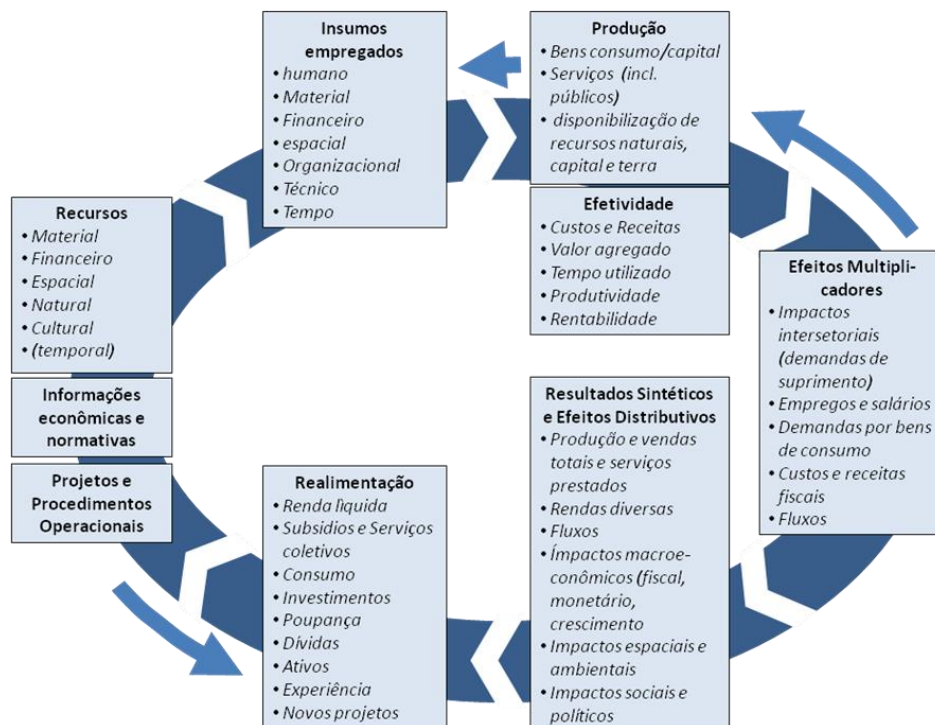 Insumos
empregados
• humano
• Material
• Financeiro
• espacial
• Organizacional
• Técnico
• Tempo
Produção
• Bens consumo/capital
• Serviços (incl.
públicos)
• disponibilização de
recursos naturais,
capital e terra
Efetividade
• Custos e Receitas
• Valor agregado
• Tempo utilizado
• Produtividade
• Rentabilidade
Efeitos Multipli-
cadores
• Impactos
intersetoriais
(demandas de
suprimento)
• Empregos e salários
• Demandas por bens
de consumo
• Custos e receitas
fiscais
• Fluxos
Resultados Sintéticos
e Efeitos Distributivos
• Produção e vendas
totais e serviços
prestados
• Rendas diversas
• Fluxos
• Ímpactos macroe-
conômicos (fiscal,
monetário,
crescimento
• Impactos espaciais e
ambientais
• Impactos sociais e
políticos
Realimentação
• Renda lìquida
• Subsidios e Serviços
coletivos
• Consumo
• Investimentos
• Poupança
• Dívidas
• Ativos
• Experiência
• Novos projetos
Recursos
• Material
• Financeiro
• Espacial
• Natural
• Cultural
• (temporal)
Informações
econômicas e
normativas
Projetos e
Procedimentos
Operacionais